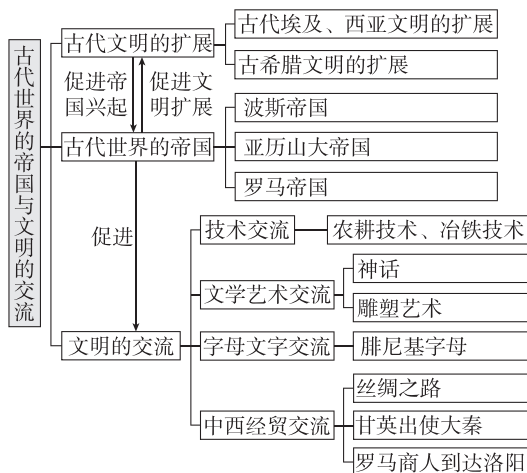 古代世界的帝国与文明的交流
古代文明的扩展
古代埃及、西亚文明的扩展
古希腊文明的扩展
促进帝
国兴起
促进文
明扩展
古代世界的帝国
波斯帝国
亚历山大帝国
罗马帝国
促进
文明的交流
技术交流
农耕技术、冶铁技术
文学艺术交流
神话
雕塑艺术
字母文字交流
腓尼基字母
中西经贸交流
丝绸之路
甘英出使大秦
罗马商人到达洛阳